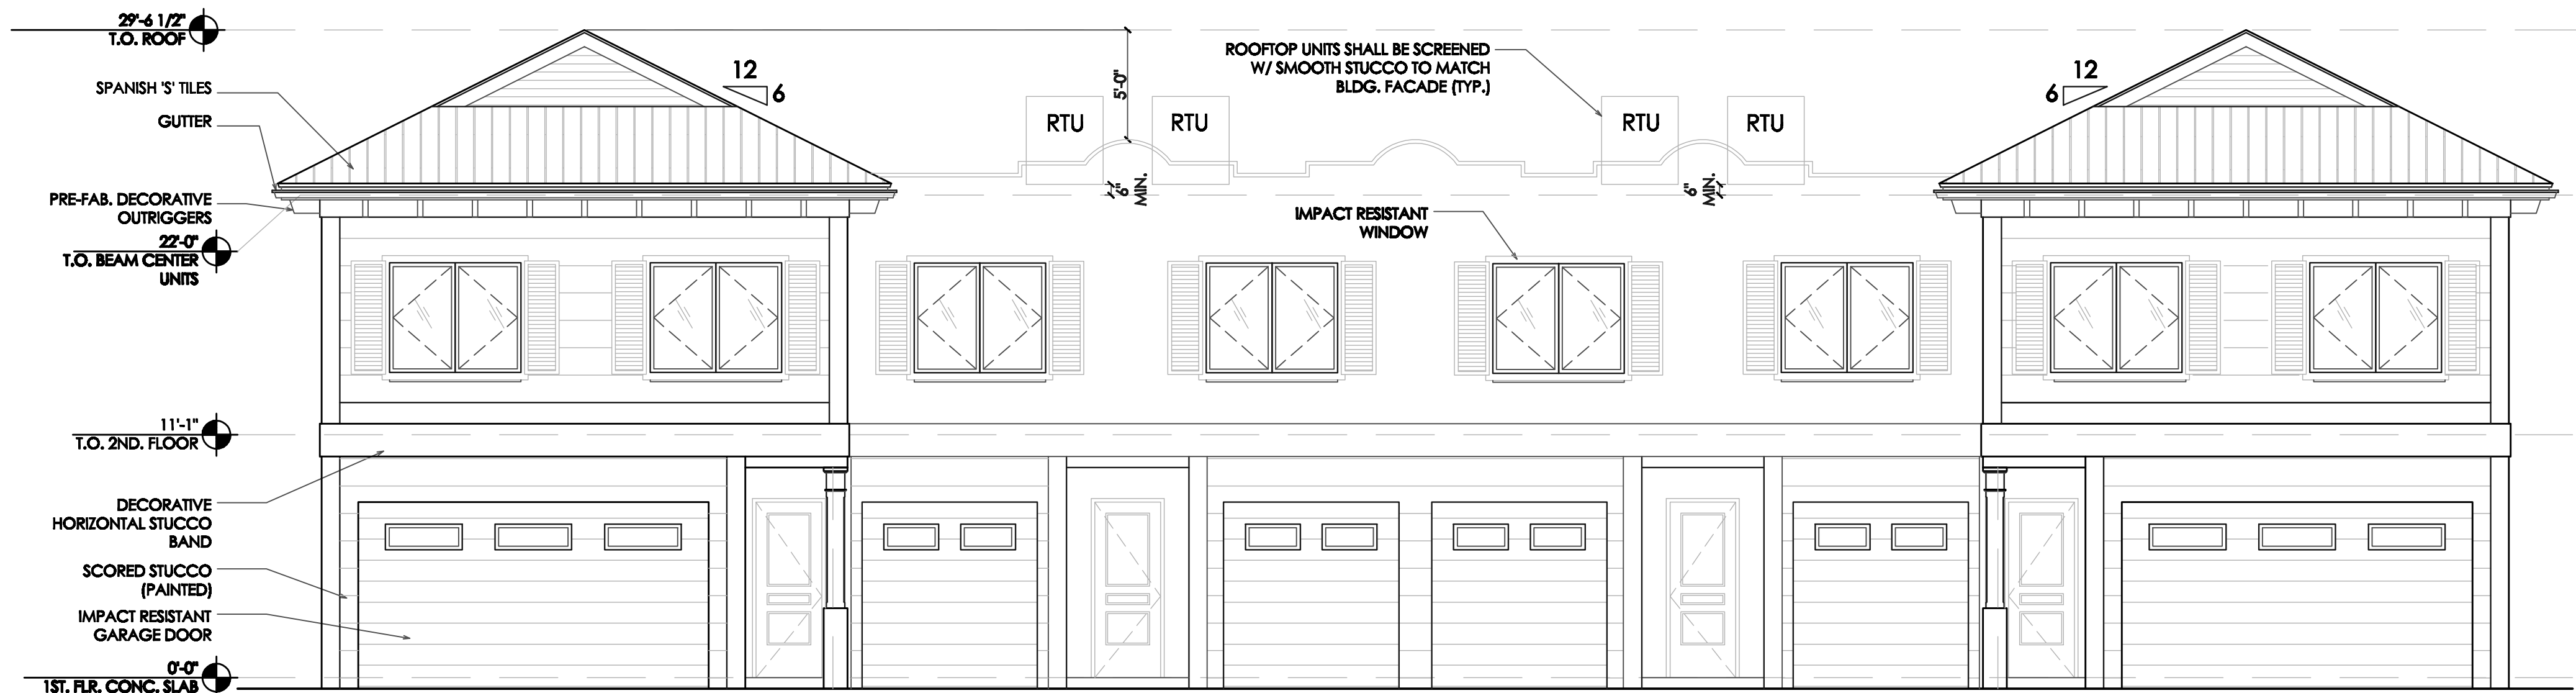 29'-6 1/2"
T.O. ROOF
SPANISH 'S' TILES
GUTTER
PRE-FAB. DECORATIVE
OUTRIGGERS
22'-0"
T.O. BEAM CENTER
UNITS
11'-1"
T.O. 2ND. FLOOR
DECORATIVE
HORIZONTAL STUCCO
BAND
SCORED STUCCO
(PAINTED)
IMPACT RESISTANT
GARAGE DOOR
0'-0"
1ST. FLR. CONC. SLAB
12
6
5'-0"
ROOFTOP UNITS SHALL BE SCREENED
W/ SMOOTH STUCCO TO MATCH
BLDG. FACADE (TYP.)
RTU
RTU
RTU
RTU
6"
MIN.
6"
MIN.
IMPACT RESISTANT
WINDOW
12
6